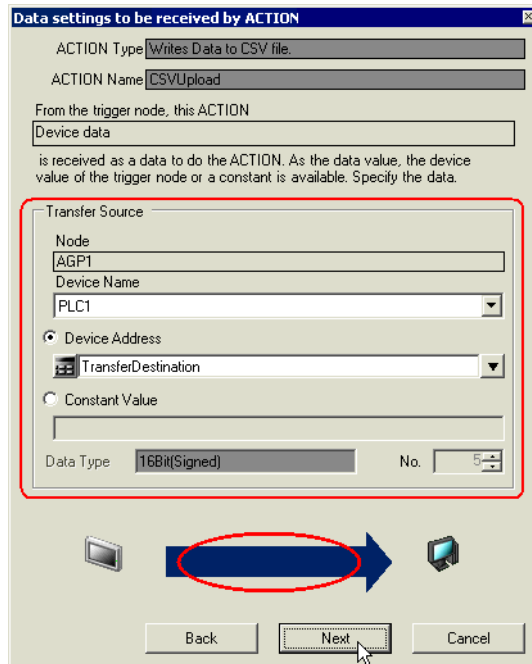 Data settings to be received by ACTION
ACTION Type Writes Data to CSV file.
ACTION Name CSVUpload
From the trigger node, this ACTION
Device data
is received as a data to do the ACTION. As the data value, the device
value of the trigger node or a constant is available. Specify the data.
Transfer Source
Node
AGP1
Device Name
PLC1
Device Address
TransferDestination
Constant Value
Data Type 16Bit(Signed) No. 5
Back Next Cancel